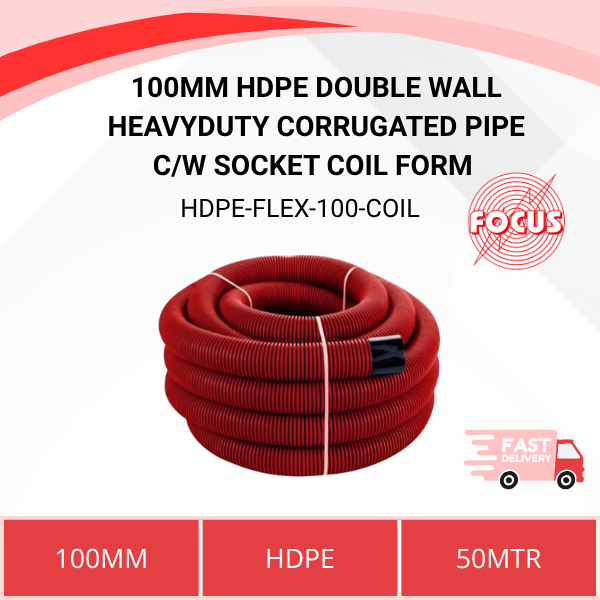 100MM HDPE DOUBLE WALL
HEAVYDUTY CORRUGATED PIPE
C/W SOCKET COIL FORM
HDPE-FLEX-100-COIL
FOCUS
FAST
DELIVERY
100MM
HDPE
50MTR